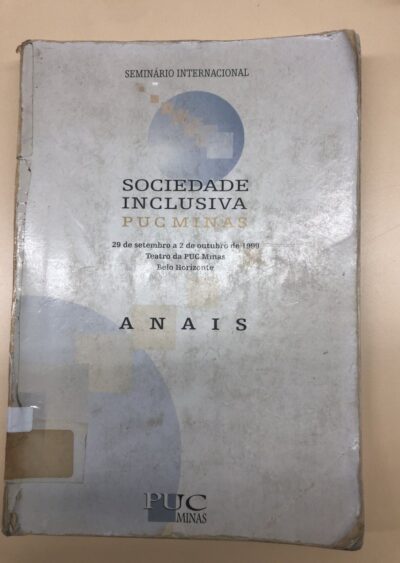 SEMINÁRIO INTERNACIONAL
SOCIEDADE
INCLUSIVA
PUC MINAS
29 de setembro a 2 de outubro de 1999
Teatro da PUC Minas
Belo Horizonte
ANAIS
PUC
MINAS